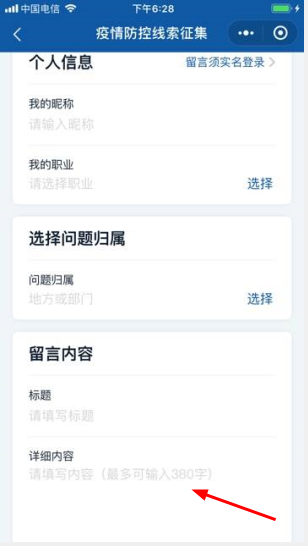 中国电信 下午6:28
疫情防控线索征集
个人信息 留言须实名登录
我的昵称
请输入昵称
我的职业
请选择职业 选择
选择问题归属
问题归属
地方或部门 选择
留言内容
标题
请填写标题
详细内容
请填写内容（最多可输入380字）